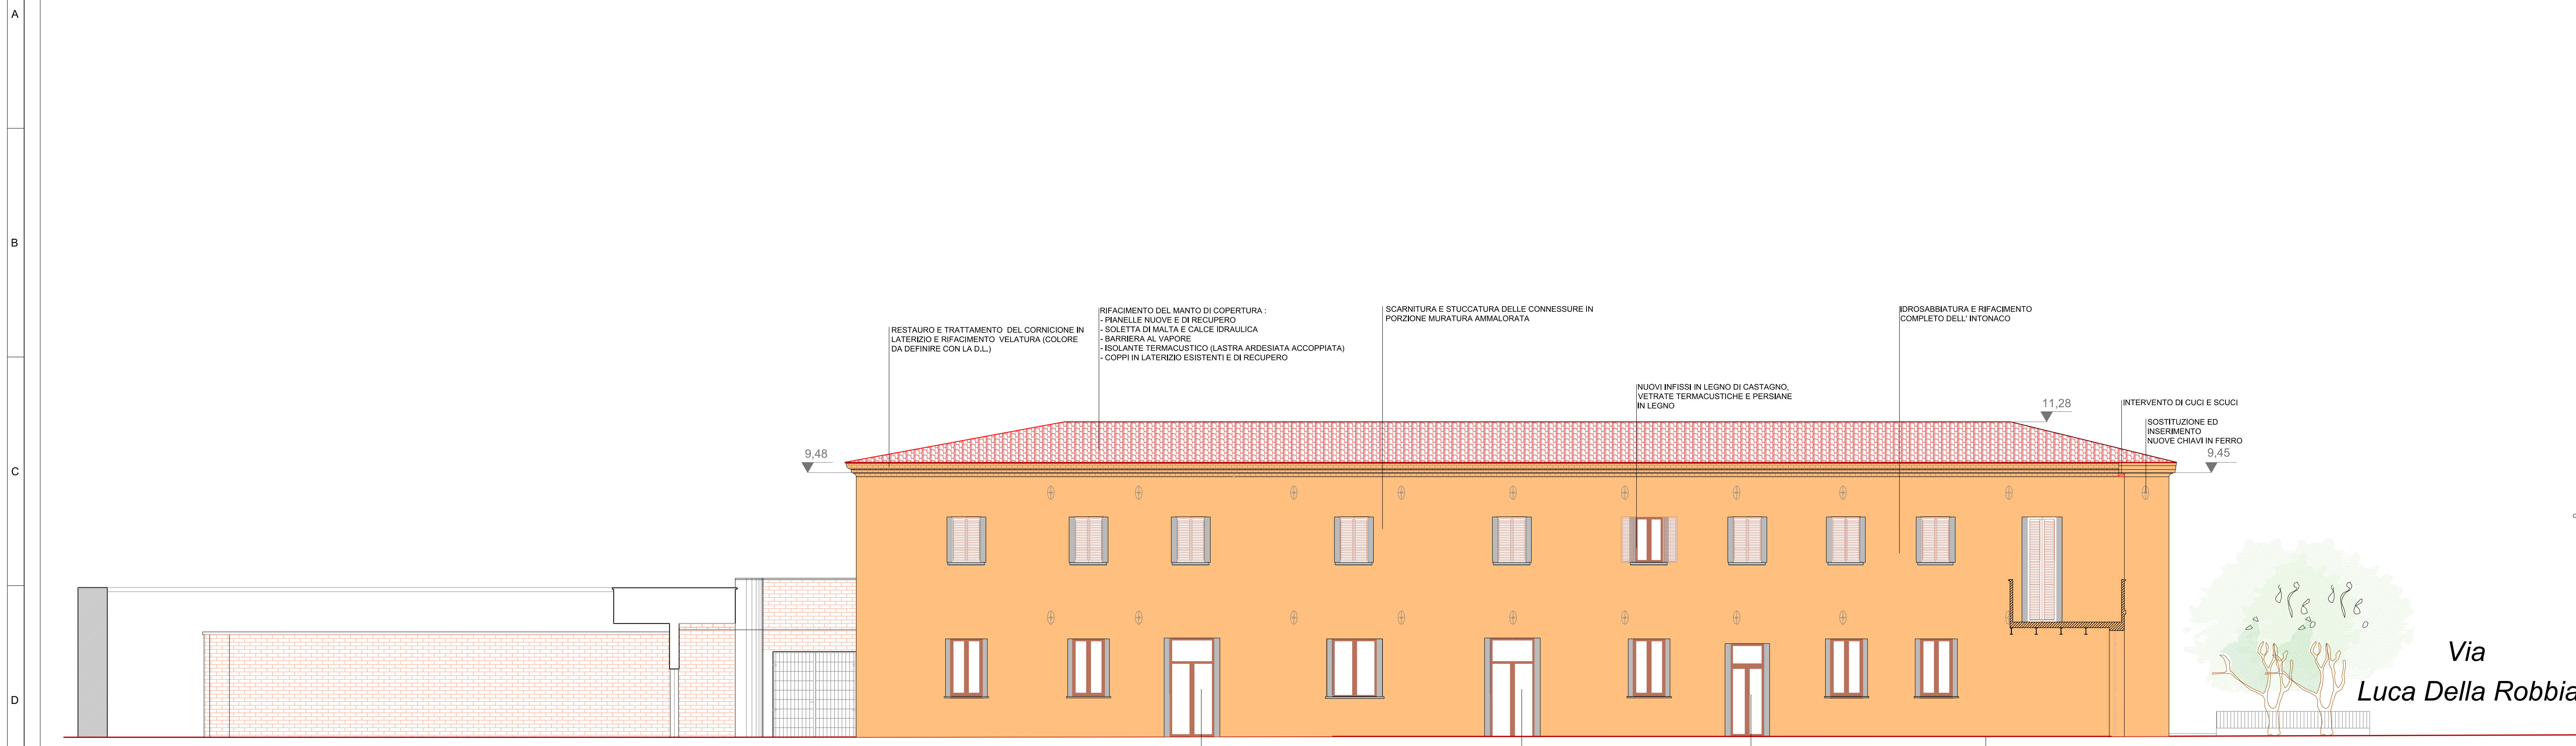 A
B
C
D
RESTAURO E TRATTAMENTO DEL CORNICIONE IN
LATERIZIO E RIFACIMENTO VELATURA (COLORE
DA DEFINIRE CON LA D.L.)
RIFACIMENTO DEL MANTO DI COPERTURA :
- PIANELLE NUOVE E DI RECUPERO
- SOLETTA DI MALTA E CALCE IDRAULICA
- BARRIERA AL VAPORE
- ISOLANTE TERMACUSTICO (LASTRA ARDESIATA ACCOPPIATA)
- COPPI IN LATERIZIO ESISTENTI E DI RECUPERO
SCARNITURA E STUCCATURA DELLE CONNESSURE IN
PORZIONE MURATURA AMMALORATA
NUOVI INFISSI IN LEGNO DI CASTAGNO,
VETRATE TERMACUSTICHE E PERSIANE
IN LEGNO
IDROSABBIATURA E RIFACIMENTO
COMPLETO DELL' INTONACO
11,28
INTERVENTO DI CUCI E SCUCI
SOSTITUZIONE ED
INSERIMENTO
NUOVE CHIAVI IN FERRO
9,45
9,48
Via
Luca Della Robbia